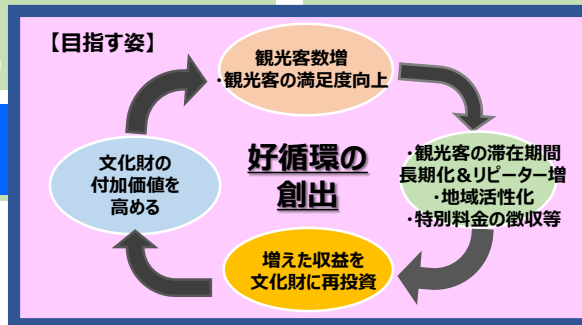 【目指す姿】
観光客数増
・観光客の満足度向上
・観光客の滞在期間
長期化&リピーター増
・地域活性化
・特別料金の徴収等
好循環の
創出
文化財の
付加価値を
高める
増えた収益を
文化財に再投資